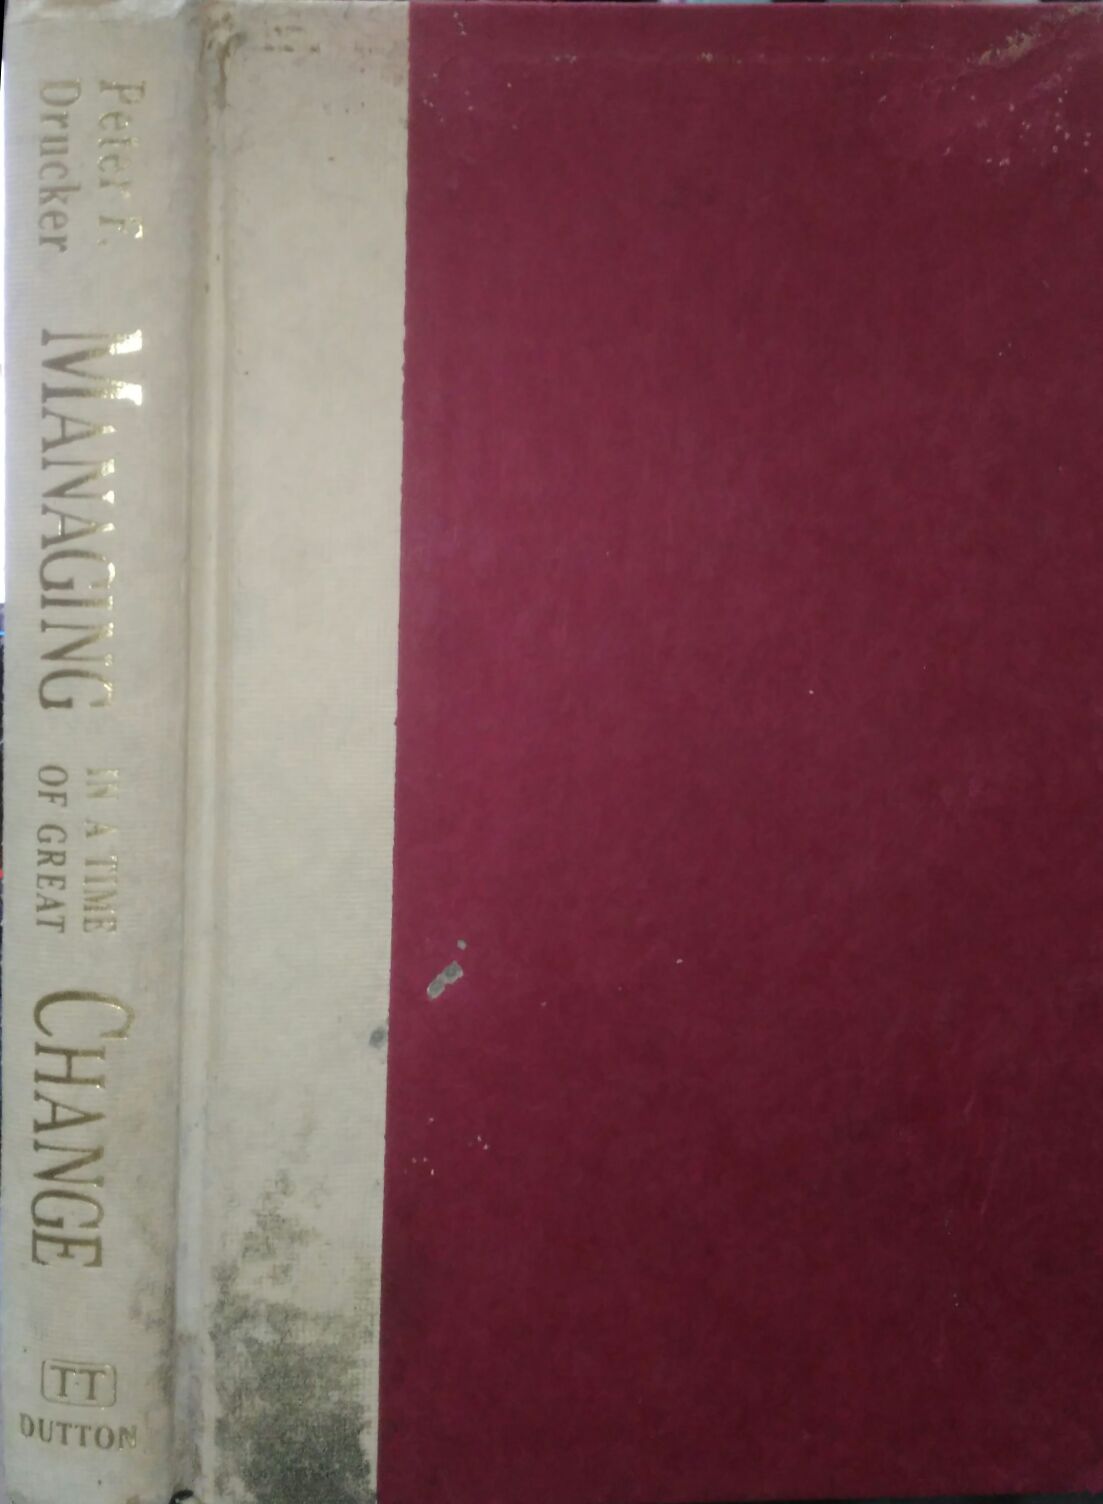 Peter F.
Drucker
MANAGING
IN A TIME
OF GREAT
CHANGE
TT
DUTTON